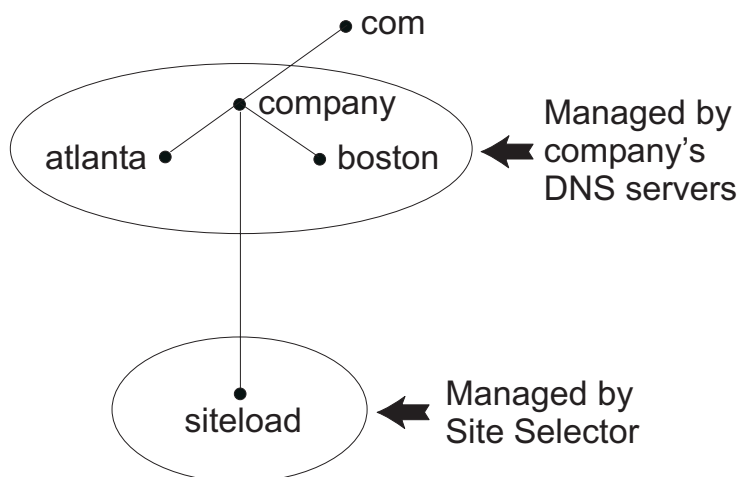 com
company
atlanta
boston
Managed by
company’s
DNS servers
siteload
Managed by
Site Selector